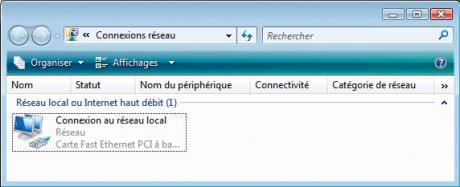 « Connexions réseau
Rechercher
Organiser Affichages
Nom Statut Nom du périphérique Connectivité Catégorie de réseau »
Réseau local ou Internet haut débit (1)
Connexion au réseau local
Réseau
Carte Fast Ethernet PCI à ba...